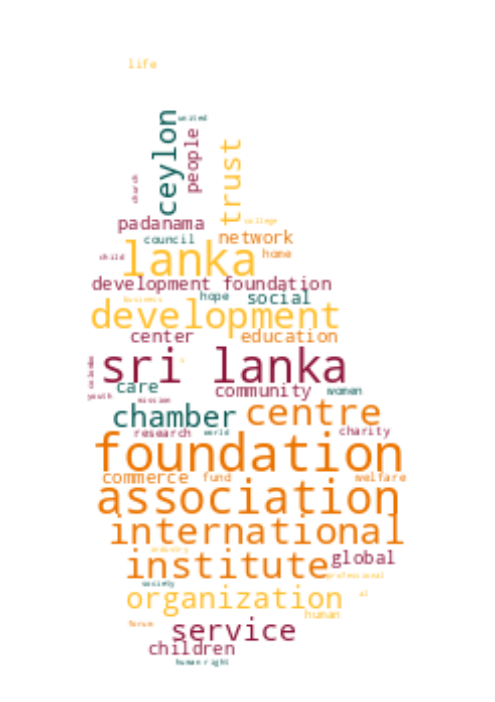 life
united
ceylon
people
trust
church
padanama
college
council
network
lanka
child
home
development foundation
business
hope
social
development
center
education
sri lanka
colombo
care
community
women
youth
mission
chamber
centre
research
world
charity
foundation
commerce
fund
welfare
association
international
industry
institute
global
professional
society
organization
al
human
forum
service
children
human right